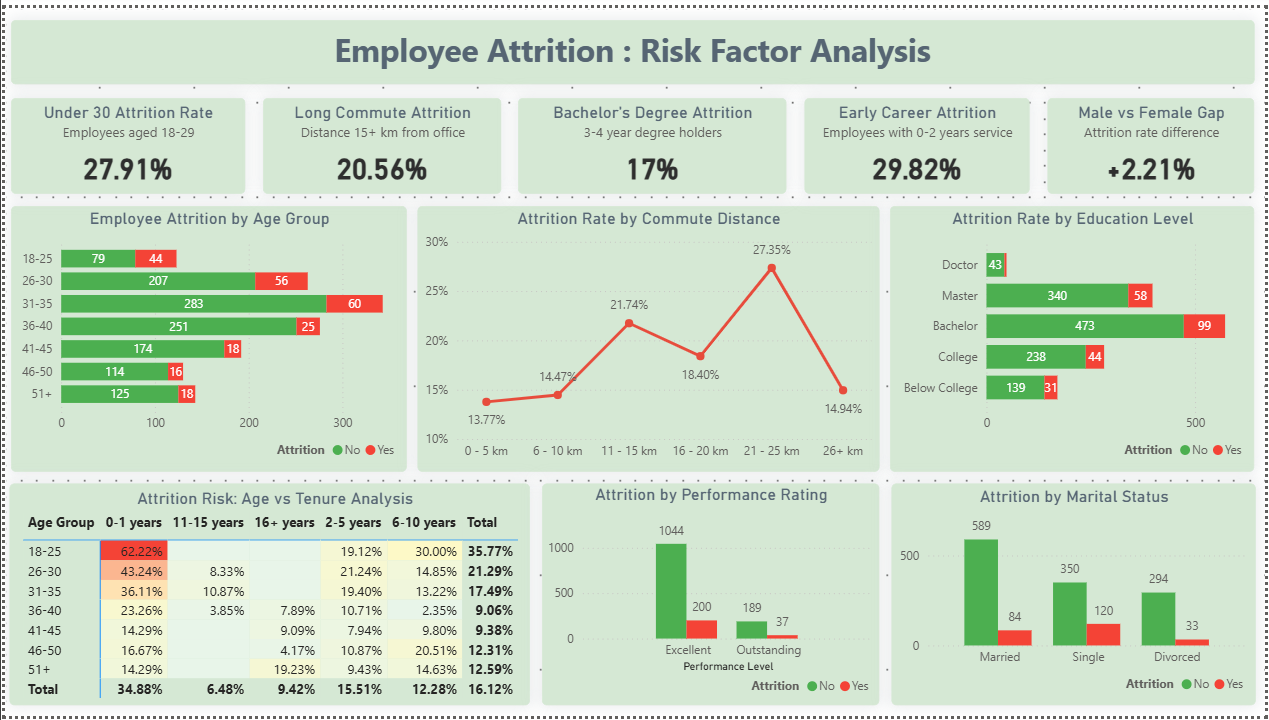 Employee Attrition : Risk Factor Analysis
Under 30 Attrition Rate
Employees aged 18-29
27.91%
Long Commute Attrition
Distance 15+ km from office
20.56%
Bachelor's Degree Attrition
3-4 year degree holders
17%
Early Career Attrition
Employees with 0-2 years service
29.82%
Male vs Female Gap
Attrition rate difference
+2.21%
Employee Attrition by Age Group
18-25 79 44
26-30 207 56
31-35 283 60
36-40 251 25
41-45 174 18
46-50 114 16
51+ 125 18
0 100 200 300
Attrition No Yes
Attrition Rate by Commute Distance
30%
25%
20%
15%
10%
13.77%
14.47%
21.74%
18.40%
27.35%
14.94%
0 - 5 km 6 - 10 km 11 - 15 km 16 - 20 km 21 - 25 km 26+ km
Attrition Rate by Education Level
Doctor 43
Master 340 58
Bachelor 473 99
College 238 44
Below College 139 31
0 500
Attrition No Yes
Attrition Risk: Age vs Tenure Analysis
Age Group 0-1 years 11-15 years 16+ years 2-5 years 6-10 years Total
18-25 62.22% 19.12% 30.00% 35.77%
26-30 43.24% 8.33% 21.24% 14.85% 21.29%
31-35 36.11% 10.87% 19.40% 13.22% 17.49%
36-40 23.26% 3.85% 7.89% 10.71% 2.35% 9.06%
41-45 14.29% 9.09% 7.94% 9.80% 9.38%
46-50 16.67% 4.17% 10.87% 20.51% 12.31%
51+ 14.29% 19.23% 9.43% 14.63% 12.59%
Total 34.88% 6.48% 9.42% 15.51% 12.28% 16.12%
Attrition by Performance Rating
1000
500
0
1044 200
189 37
Excellent Outstanding
Performance Level
Attrition No Yes
Attrition by Marital Status
500
0
589 84
350 120
294 33
Married Single Divorced
Attrition No Yes